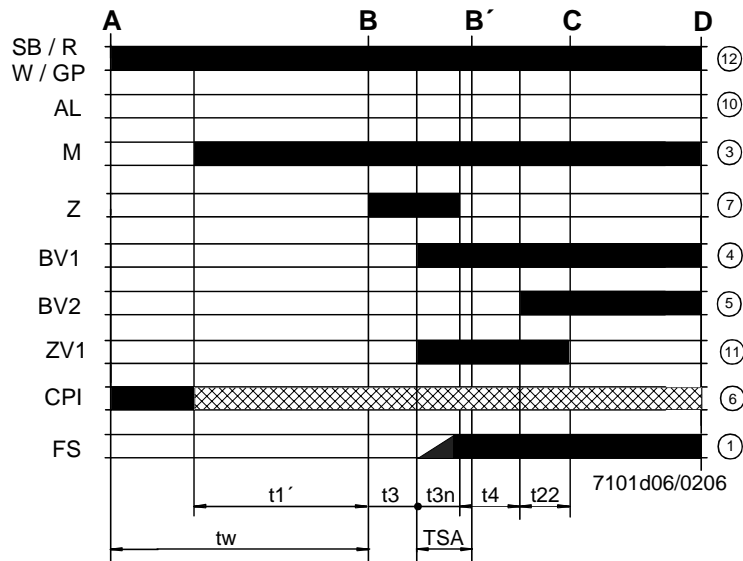 A B B´ C D
SB / R
W / GP 12
AL 10
M 3
Z 7
BV1 4
BV2 5
ZV1 11
CPI 6
FS 1
7101d06/0206
t1´ t3 t3n t4 t22
tw TSA